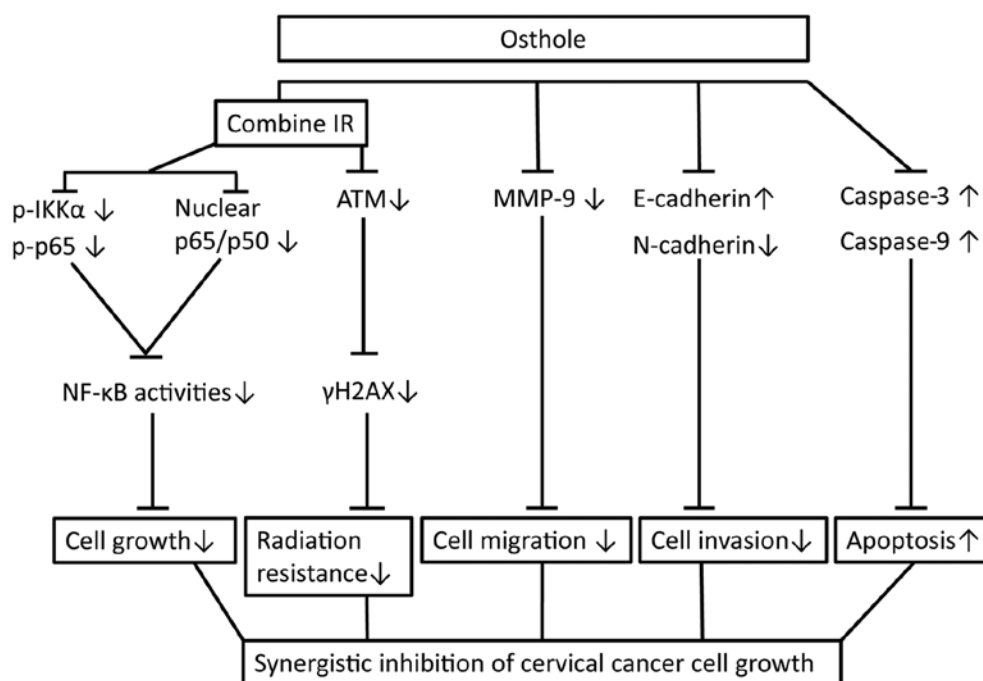 Osthole
Combine IR
p-IKKα ↓
p-p65 ↓
Nuclear
p65/p50 ↓
ATM↓
MMP-9 ↓
E-cadherin↑
N-cadherin↓
Caspase-3 ↑
Caspase-9 ↑
NF-κB activities↓
γH2AX↓
Cell growth↓
Radiation
resistance↓
Cell migration ↓
Cell invasion↓
Apoptosis↑
Synergistic inhibition of cervical cancer cell growth